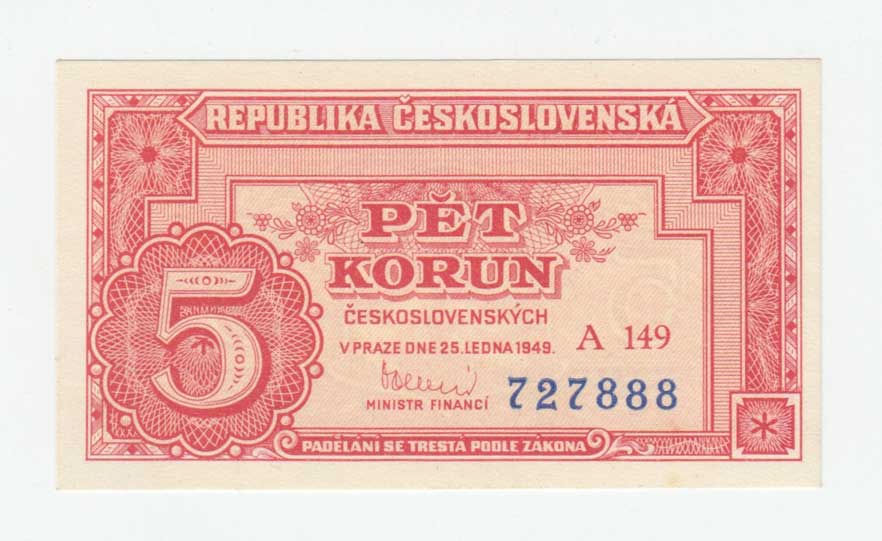 REPUBLIKA ČESKOSLOVENSKÁ
PĚT
KORUN
5
ČESKOSLOVENSKÝCH
V PRAZE DNE 25. LEDNA 1949.
A 149
727888
MINISTR FINANCÍ
PADĚLÁNÍ SE TRESTÁ PODLE ZÁKONA